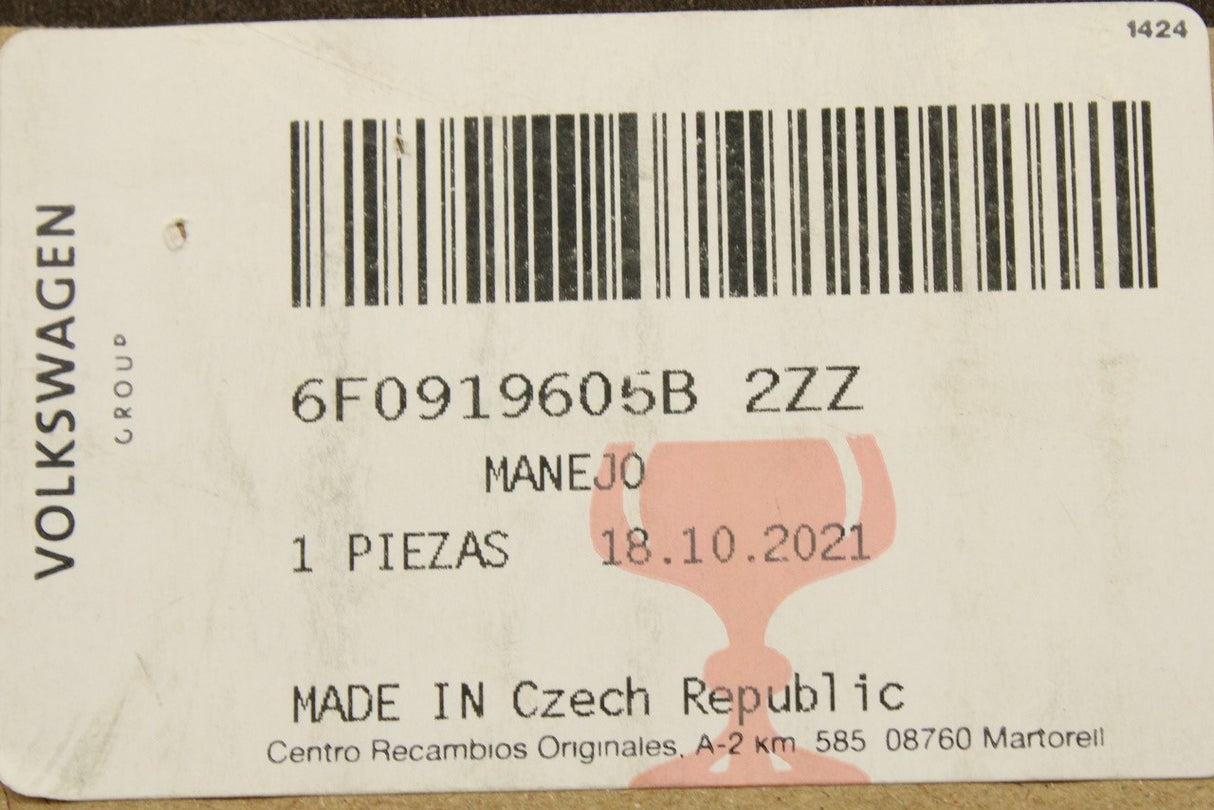 1424
VOLKSWAGEN
GROUP
6F0919605B 2ZZ
MANEJO
1 PIEZAS 18.10.2021
MADE IN Czech Republic
Centro Recambios Originales, A-2 km 585 08760 Martorell